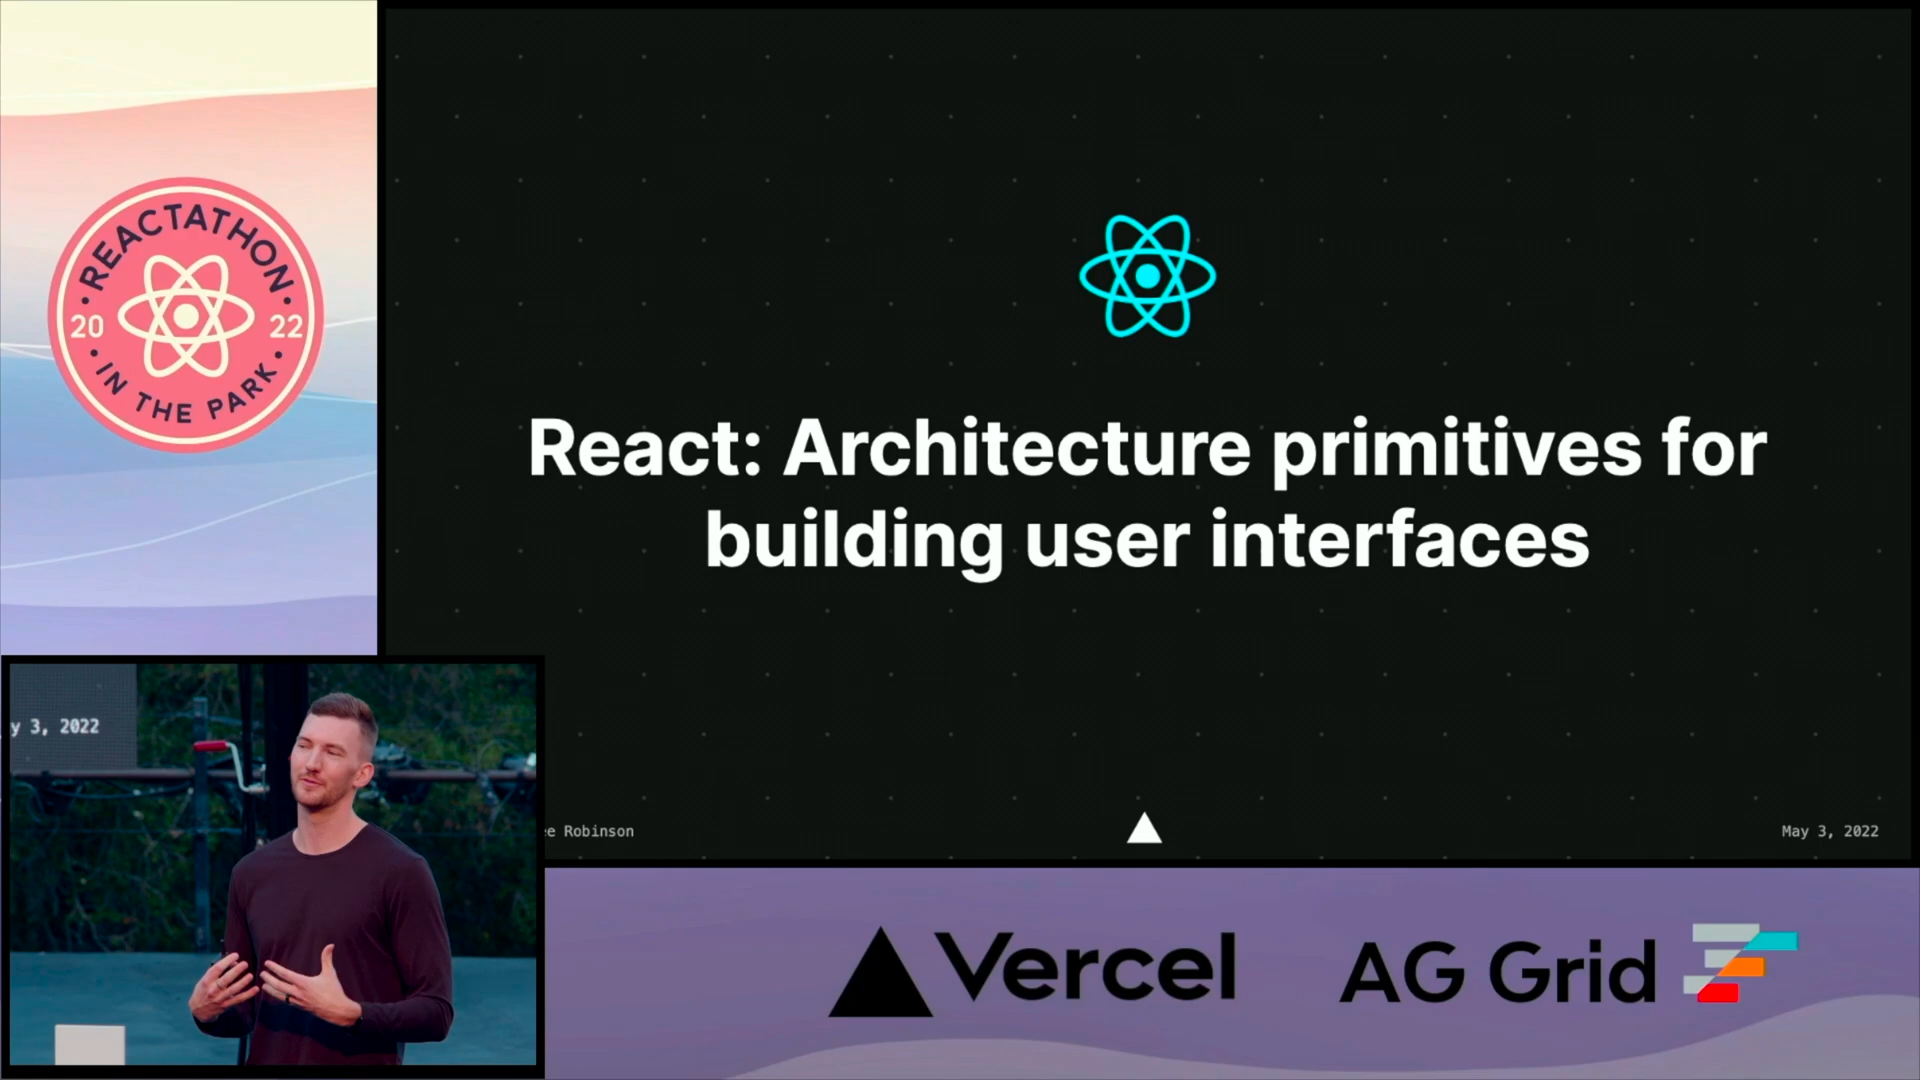 REACTATHON
20 22
IN THE PARK
React: Architecture primitives for
building user interfaces
Robinson
May 3, 2022
3, 2022
Vercel
AG Grid